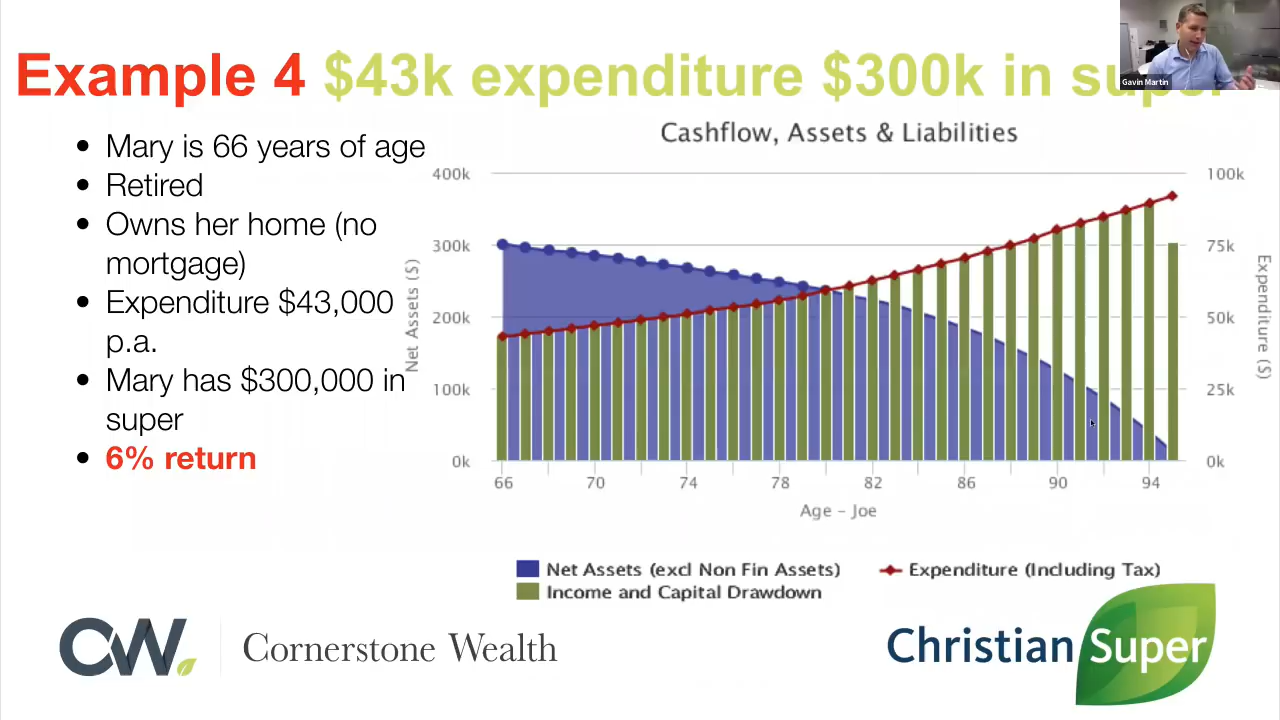 Example 4 $43k expenditure $300k in super
Gavin Martin
• Mary is 66 years of age
• Retired
• Owns her home (no
mortgage)
• Expenditure $43,000
p.a.
• Mary has $300,000 in
super
• 6% return
Cashflow, Assets & Liabilities
400k
300k
200k
100k
0k
Net Assets ($)
100k
75k
50k
25k
0k
Expenditure ($)
66 70 74 78 82 86 90 94
Age – Joe
Net Assets (excl Non Fin Assets) Expenditure (Including Tax)
Income and Capital Drawdown
CW. Cornerstone Wealth
Christian Super